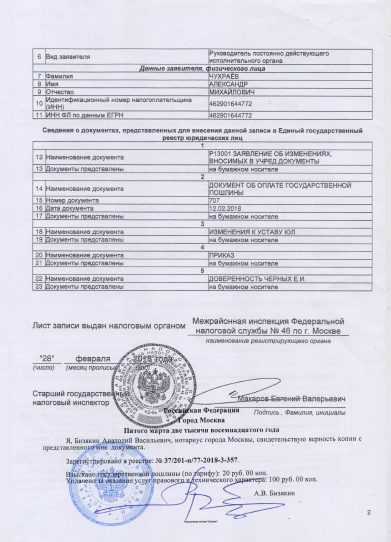 6 Вид заявителя Руководитель постоянно действующего исполнительного органа
Данные заявителя, физического лица
7 Фамилия ЧУХРАЁВ
8 Имя АЛЕКСАНДР
9 Отчество МИХАЙЛОВИЧ
10 Идентификационный номер налогоплательщика (ИНН) 462901644772
11 ИНН ФЛ по данным ЕГРН 462901644772
Сведения о документах, представленных для внесения данной записи в Единый государственный
реестр юридических лиц
1
12 Наименование документа Р13001 ЗАЯВЛЕНИЕ ОБ ИЗМЕНЕНИЯХ, ВНОСИМЫХ В УЧРЕД.ДОКУМЕНТЫ
13 Документы представлены на бумажном носителе
2
14 Наименование документа ДОКУМЕНТ ОБ ОПЛАТЕ ГОСУДАРСТВЕННОЙ ПОШЛИНЫ
15 Номер документа 707
16 Дата документа 12.02.2018
17 Документы представлены на бумажном носителе
3
18 Наименование документа ИЗМЕНЕНИЯ К УСТАВУ ЮЛ
19 Документы представлены на бумажном носителе
4
20 Наименование документа ПРИКАЗ
21 Документы представлены на бумажном носителе
5
22 Наименование документа ДОВЕРЕННОСТЬ ЧЕРНЫХ Е.И.
23 Документы представлены на бумажном носителе
Лист записи выдан налоговым органом Межрайонная инспекция Федеральной
налоговой службы № 46 по г. Москве
наименование регистрирующего органа
"28" февраля 2018 года
(число) (месяц прописью)
Старший государственный
налоговый инспектор Макаров Евгений Валерьевич
Подпись , Фамилия, инициалы
Российская Федерация
Город Москва
Пятого марта две тысячи восемнадцатого года
Я, Бизякин Анатолий Васильевич, нотариус города Москвы, свидетельствую верность копии с
представленного мне документа.
Зарегистрировано в реестре: № 37/201-н/77-2018-3-357.
Взыскано государственной пошлины (по тарифу): 20 руб. 00 коп.
Уплачено за оказание услуг правового и технического характера: 100 руб. 00 коп.
А.В. Бизякин
2